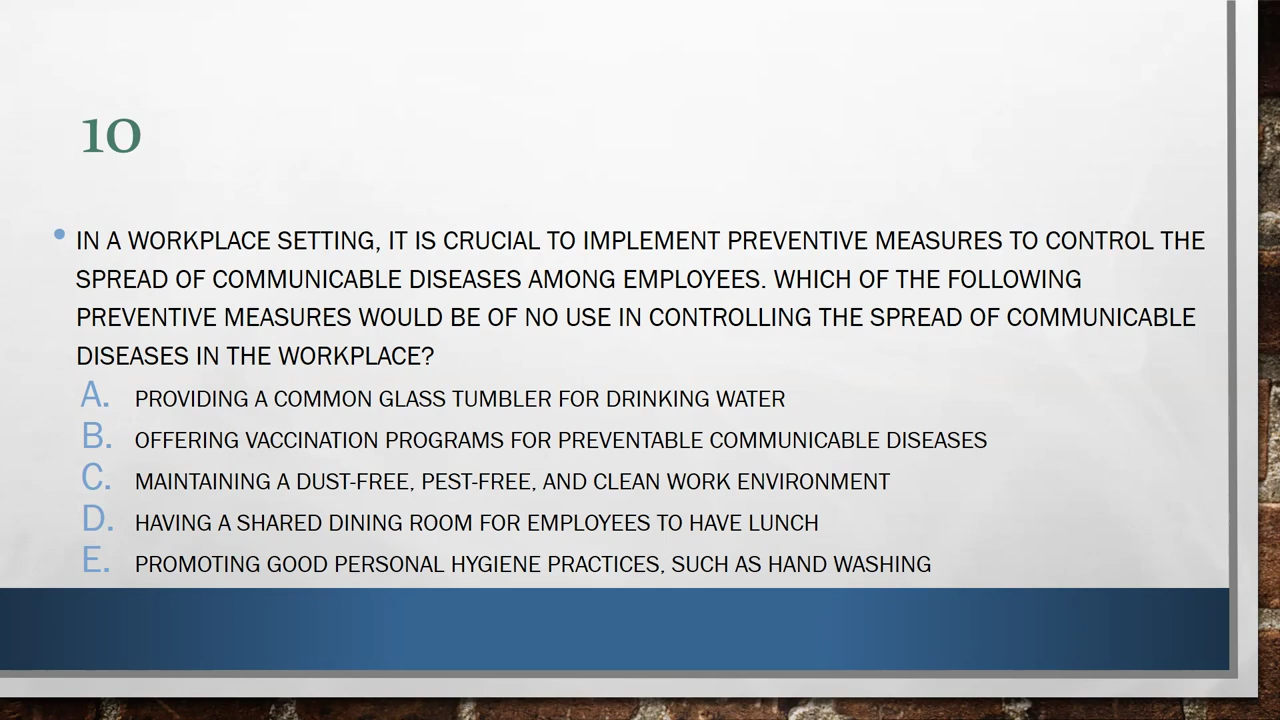 10
• IN A WORKPLACE SETTING, IT IS CRUCIAL TO IMPLEMENT PREVENTIVE MEASURES TO CONTROL THE
SPREAD OF COMMUNICABLE DISEASES AMONG EMPLOYEES. WHICH OF THE FOLLOWING
PREVENTIVE MEASURES WOULD BE OF NO USE IN CONTROLLING THE SPREAD OF COMMUNICABLE
DISEASES IN THE WORKPLACE?
A. PROVIDING A COMMON GLASS TUMBLER FOR DRINKING WATER
B. OFFERING VACCINATION PROGRAMS FOR PREVENTABLE COMMUNICABLE DISEASES
C. MAINTAINING A DUST-FREE, PEST-FREE, AND CLEAN WORK ENVIRONMENT
D. HAVING A SHARED DINING ROOM FOR EMPLOYEES TO HAVE LUNCH
E. PROMOTING GOOD PERSONAL HYGIENE PRACTICES, SUCH AS HAND WASHING